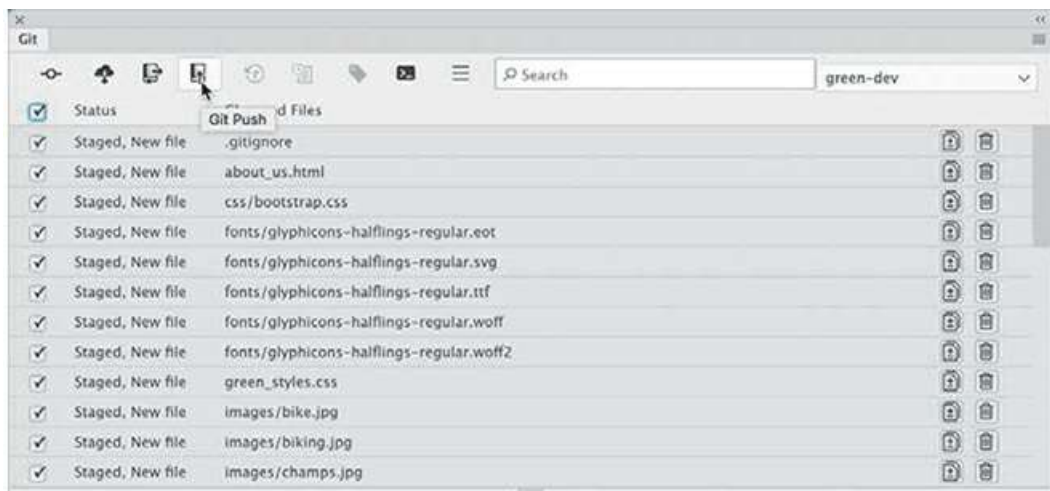 Git
Search
green-dev
Status
d Files
Git Push
Staged, New file .gitignore
Staged, New file about_us.html
Staged, New file css/bootstrap.css
Staged, New file fonts/glyphicons-halflings-regular.eot
Staged, New file fonts/glyphicons-halflings-regular.svg
Staged, New file fonts/glyphicons-halflings-regular.ttf
Staged, New file fonts/glyphicons-halflings-regular.woff
Staged, New file fonts/glyphicons-halflings-regular.woff2
Staged, New file green_styles.css
Staged, New file images/bike.jpg
Staged, New file images/biking.jpg
Staged, New file images/champs.jpg